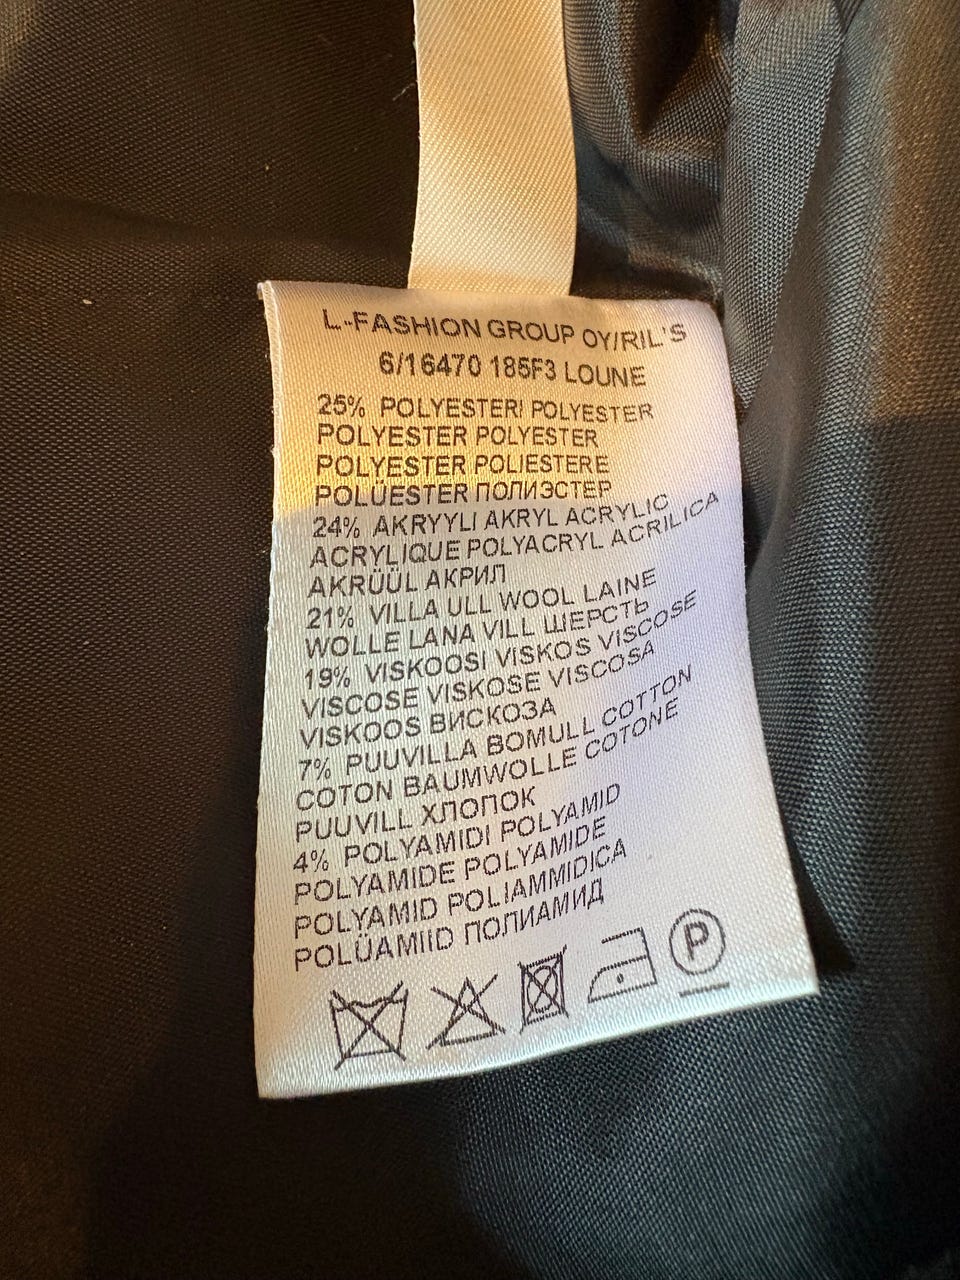 L-FASHION GROUP OY/RIL'S
6/16470 185F3 LOUNE
25% POLYESTERI POLYESTER
POLYESTER POLYESTER
POLYESTER POLIESTERE
POLÜESTER ПОЛИЭСТЕР
24% AKRYYLI AKRYL ACRYLIC
ACRYLIQUE POLYACRYL ACRILICA
AKRÜÜL АКРИЛ
21% VILLA ULL WOOL LAINE
WOLLE LANA VILL ШЕРСТЬ
19% VISKOOSI VISKOS VISCOSE
VISCOSE VISKOSE VISCOSA
VISKOOS ВИСКОЗА
7% PUUVILLA BOMULL COTTON
COTON BAUMWOLLE COTONE
PUUVILL ХЛОПОК
4% POLYAMIDI POLYAMID
POLYAMIDE POLYAMIDE
POLYAMID POLIAMMIDICA
POLÜAMIID ПОЛИАМИД
P